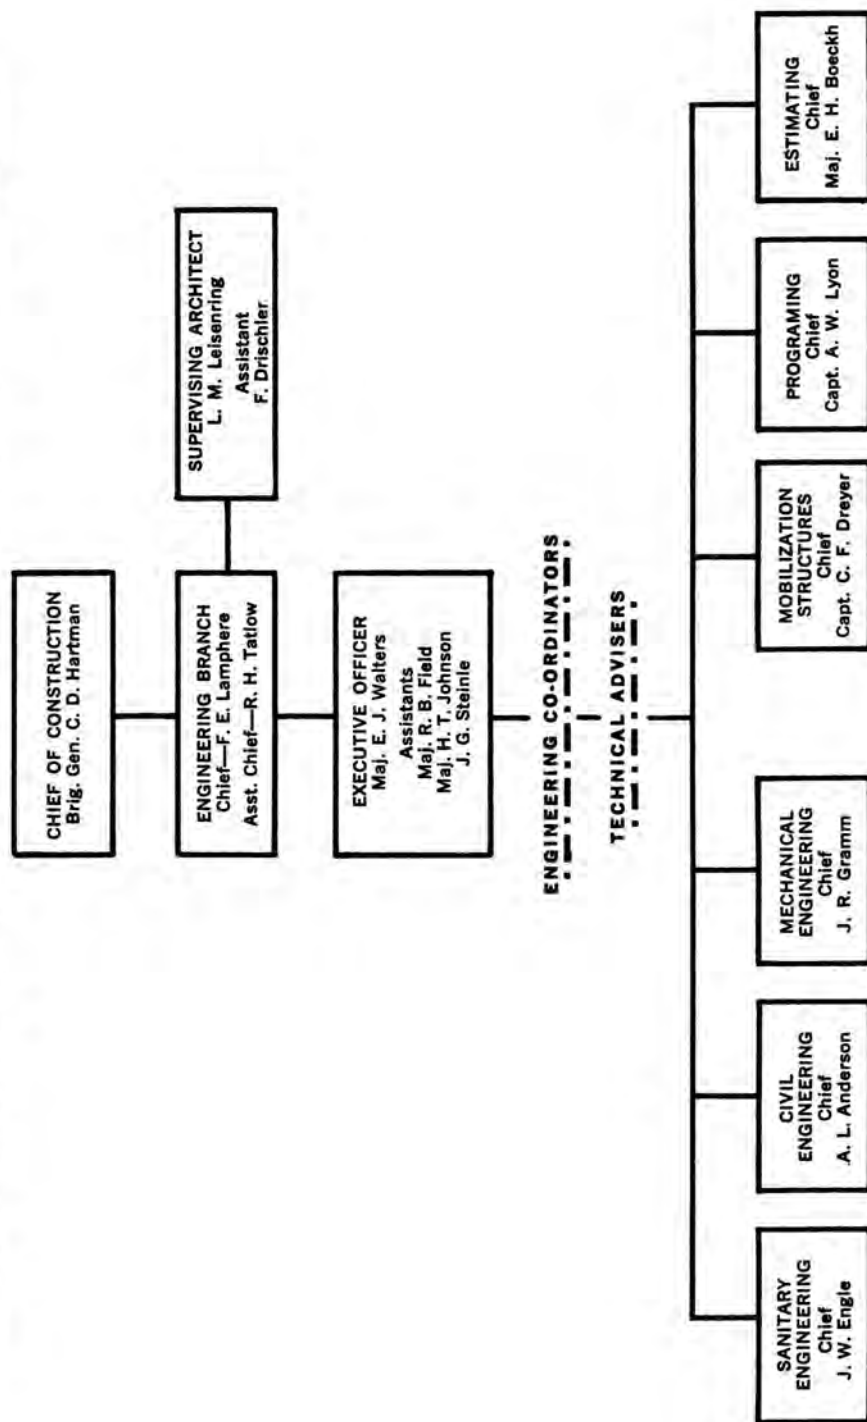 CHIEF OF CONSTRUCTION
Brig. Gen. C. D. Hartman
ENGINEERING BRANCH
Chief—F. E. Lamphere
Asst. Chief—R. H. Tatlow
SUPERVISING ARCHITECT
L. M. Leisenring
Assistant
F. Drischler
EXECUTIVE OFFICER
Maj. E. J. Walters
Assistants
Maj. R. B. Field
Maj. H. T. Johnson
J. G. Steinle
ENGINEERING CO-ORDINATORS
TECHNICAL ADVISERS
SANITARY
ENGINEERING
Chief
J. W. Engle
CIVIL
ENGINEERING
Chief
A. L. Anderson
MECHANICAL
ENGINEERING
Chief
J. R. Gramm
MOBILIZATION
STRUCTURES
Chief
Capt. C. F. Dreyer
PROGRAMING
Chief
Capt. A. W. Lyon
ESTIMATING
Chief
Maj. E. H. Boeckh